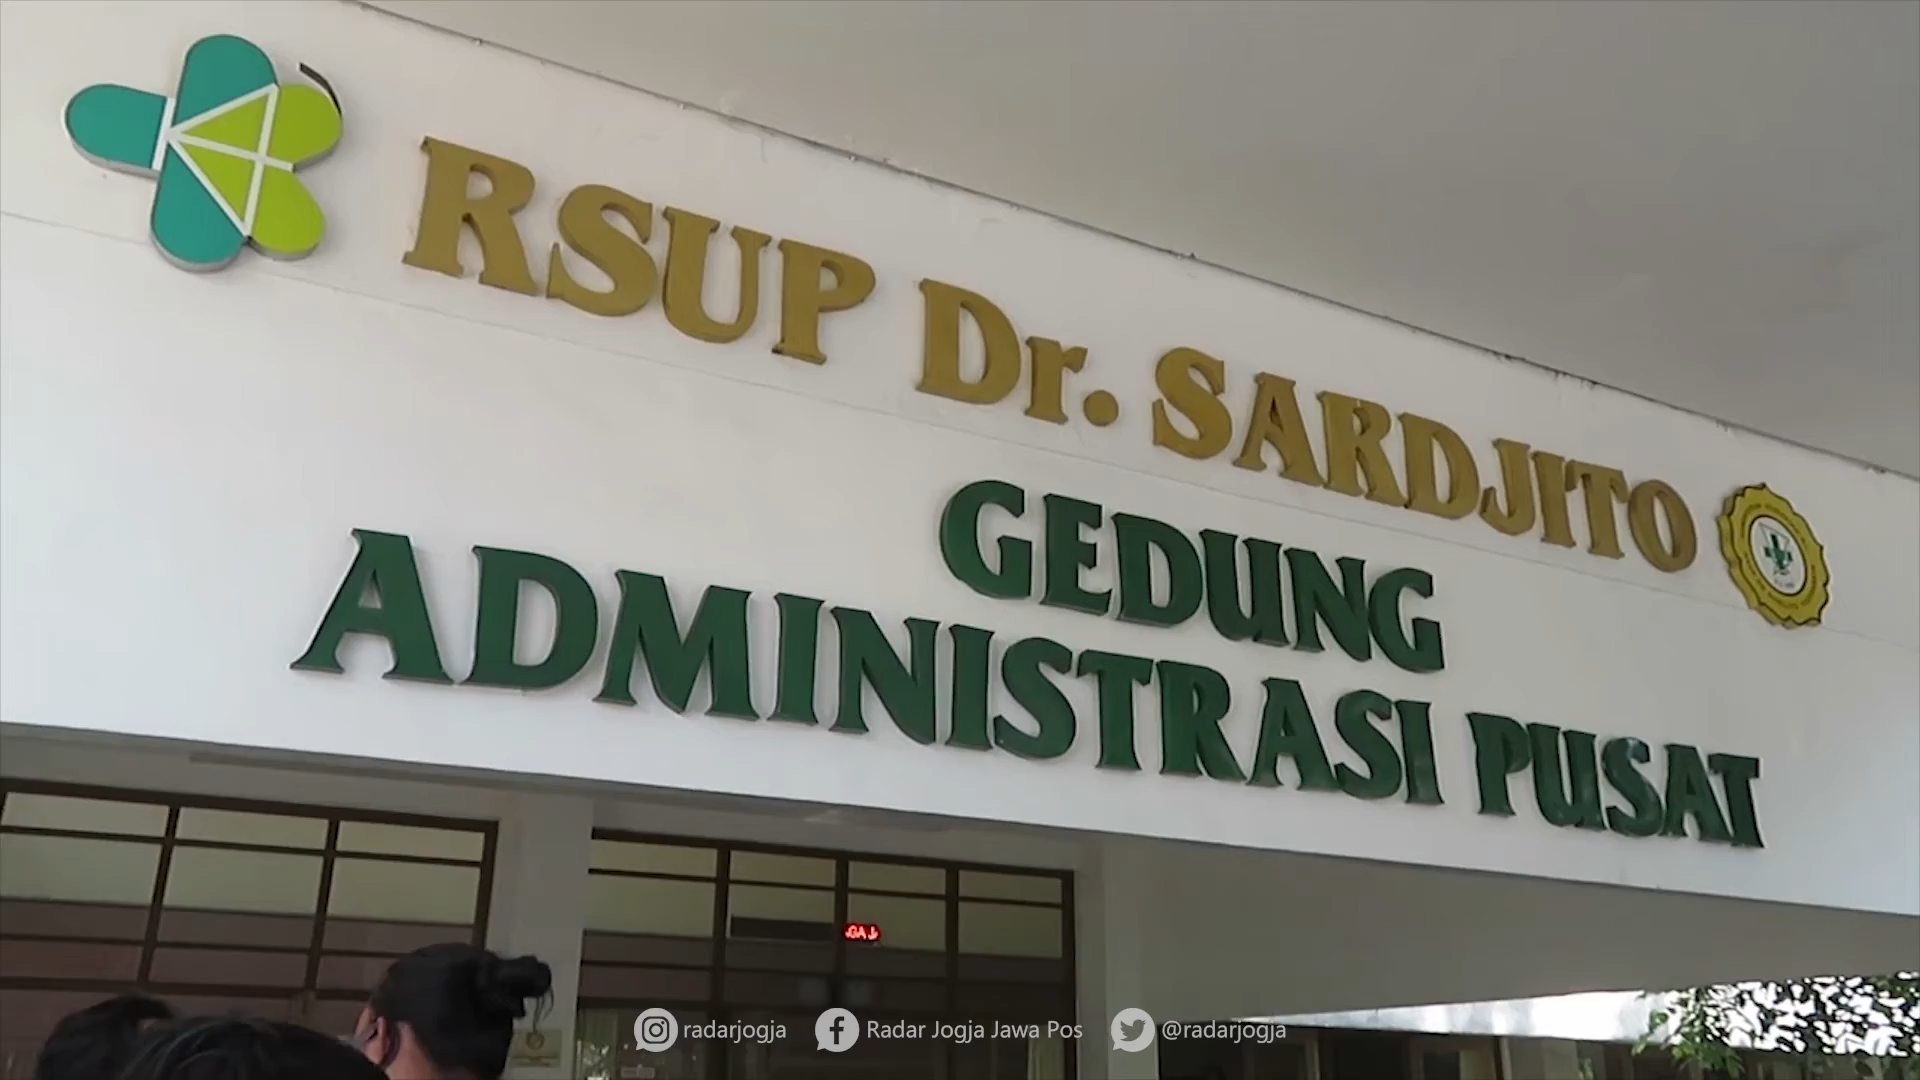 RSUP Dr. SARDJITO
GEDUNG
ADMINISTRASI PUSAT
radarjogja
Radar Jogja Jawa Pos
@radarjogja